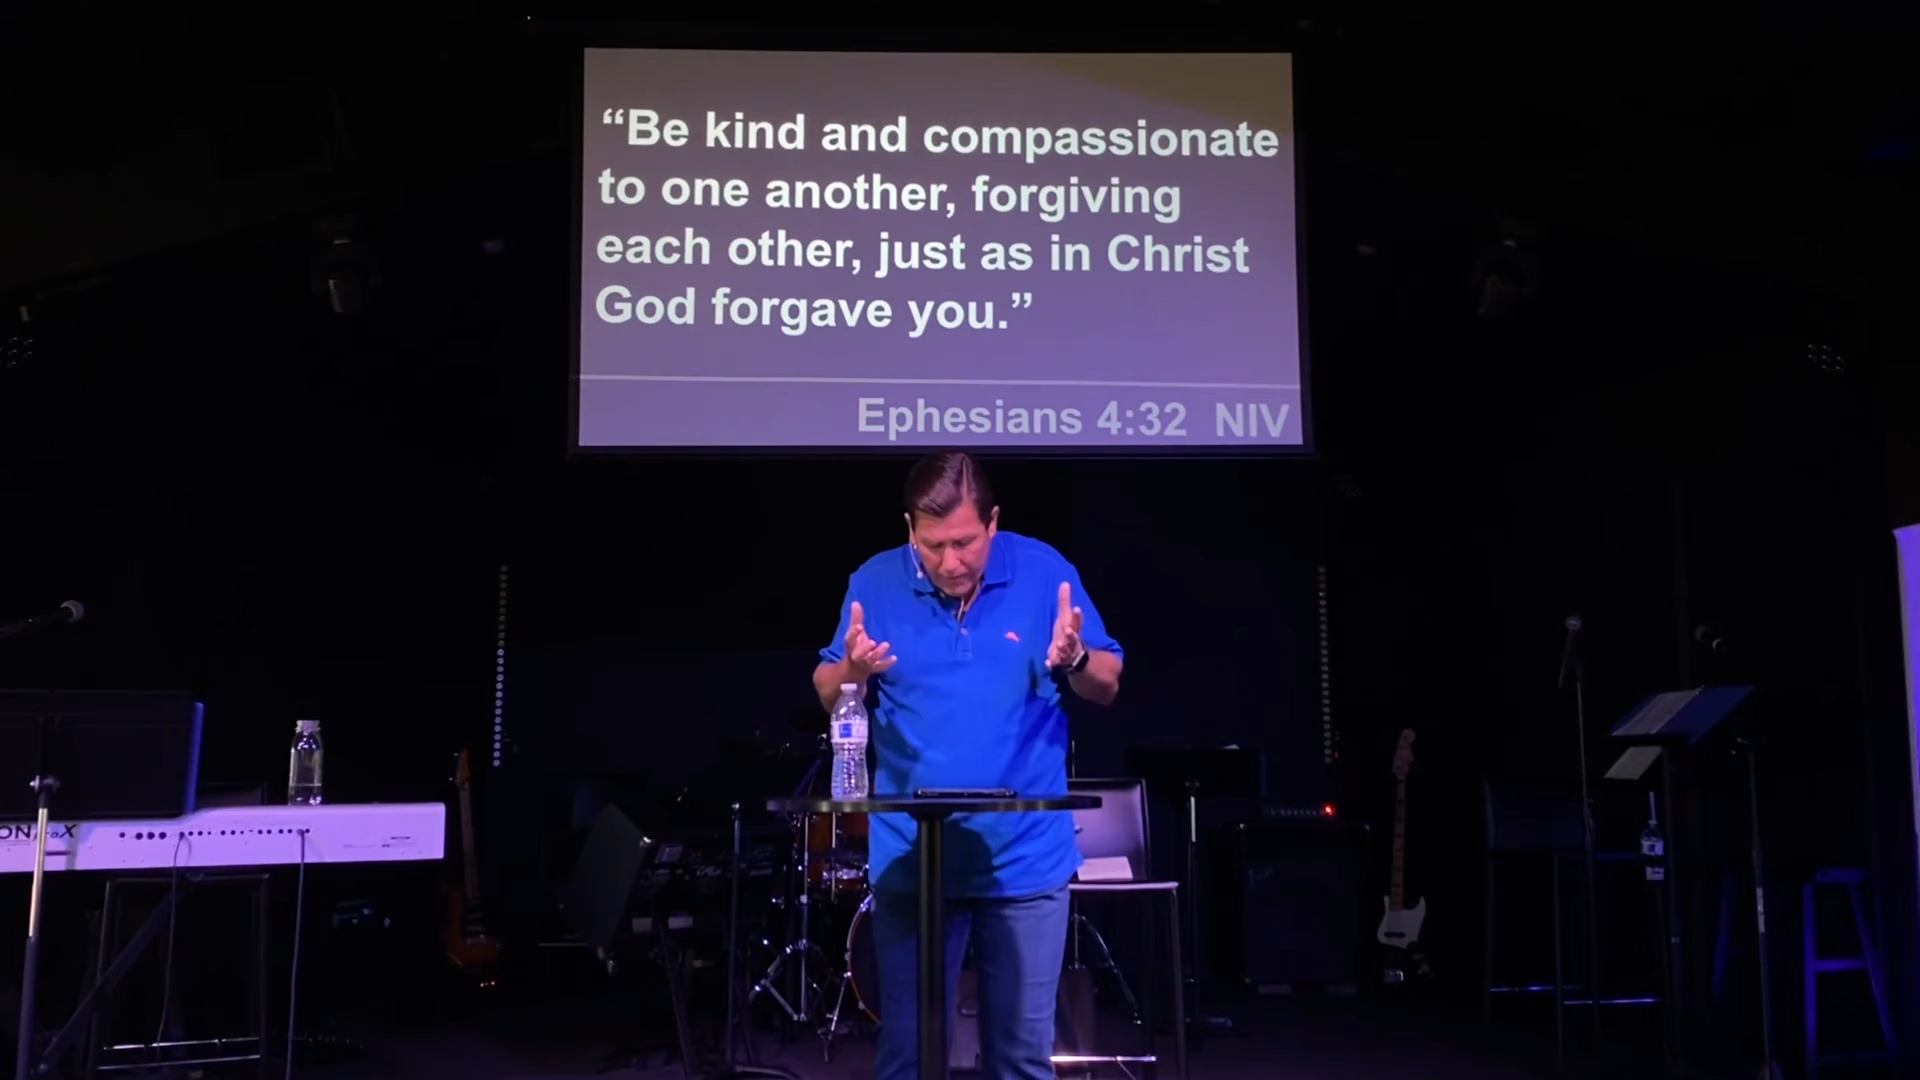 “Be kind and compassionate
to one another, forgiving
each other, just as in Christ
God forgave you.”
Ephesians 4:32 NIV